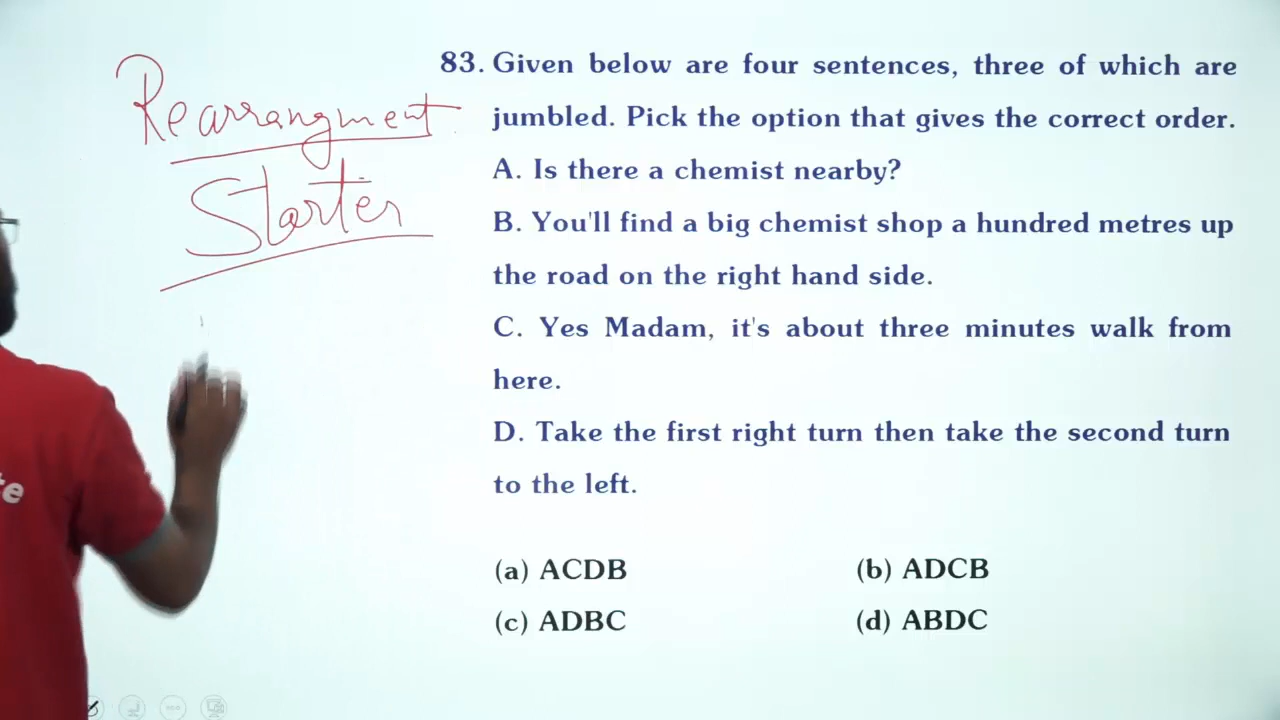 Rearrangment
Starter
83. Given below are four sentences, three of which are
jumbled. Pick the option that gives the correct order.
A. Is there a chemist nearby?
B. You'll find a big chemist shop a hundred metres up
the road on the right hand side.
C. Yes Madam, it's about three minutes walk from
here.
D. Take the first right turn then take the second turn
to the left.
(a) ACDB (b) ADCB
(c) ADBC (d) ABDC
te